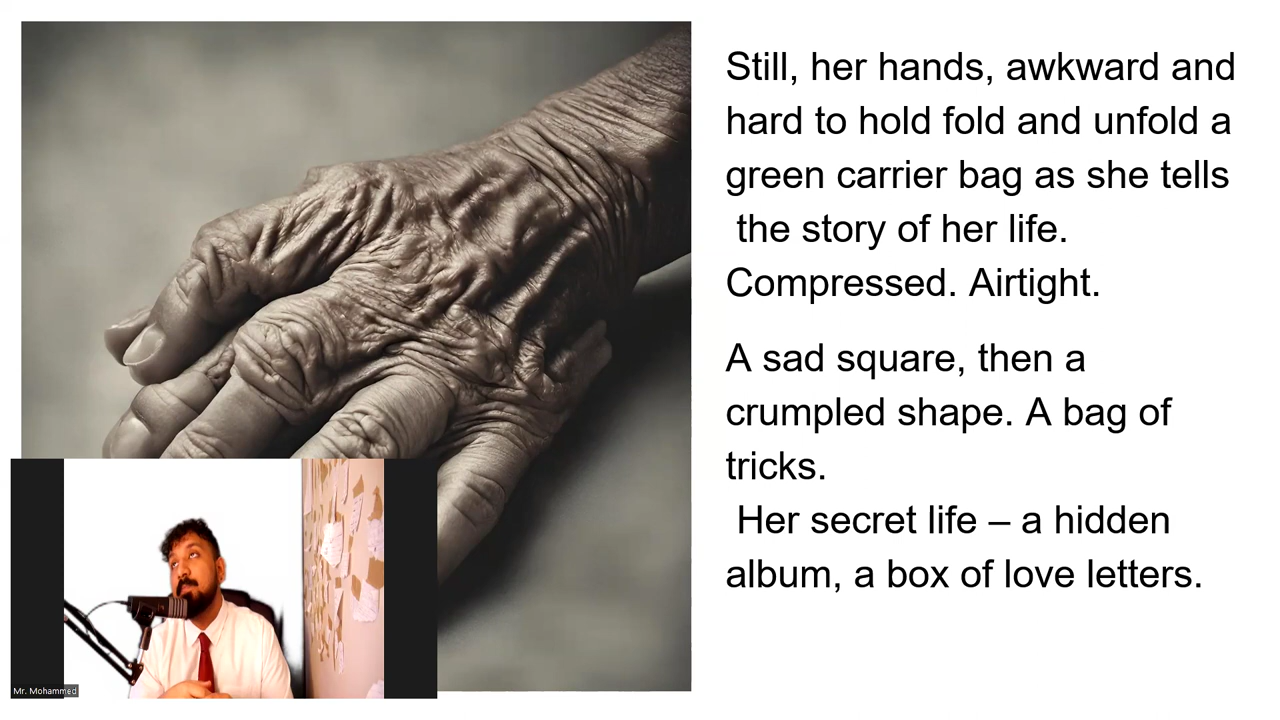 Still, her hands, awkward and
hard to hold fold and unfold a
green carrier bag as she tells
the story of her life.
Compressed. Airtight.
A sad square, then a
crumpled shape. A bag of
tricks.
Her secret life – a hidden
album, a box of love letters.
Mr. Mohammed